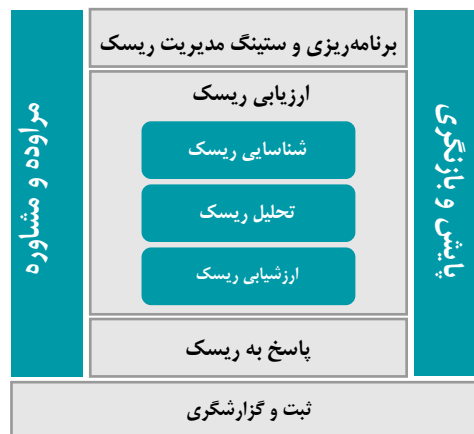 برنامه‌ریزی و ستینگ مدیریت ریسک
ارزیابی ریسک
شناسایی ریسک
تحلیل ریسک
ارزشیابی ریسک
پاسخ به ریسک
پایش و بازنگری
مراوده و مشاوره
ثبت و گزارشگری